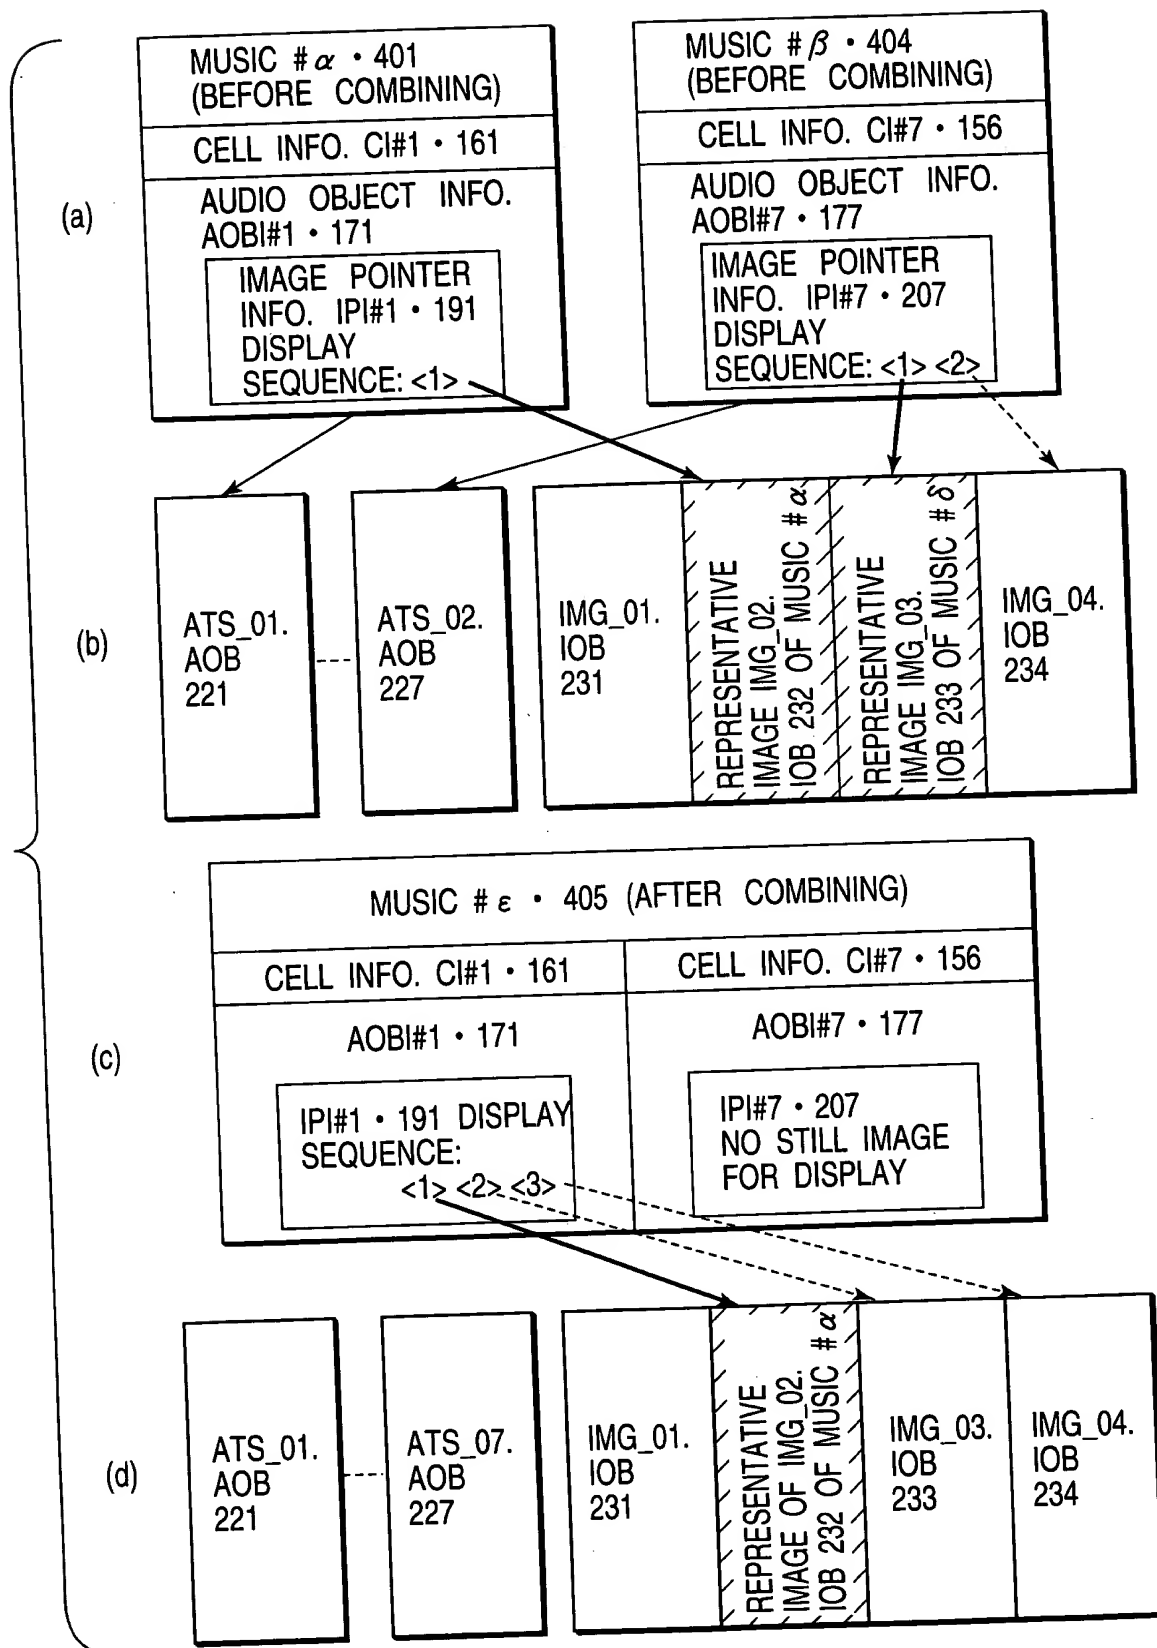 MUSIC #α • 401
(BEFORE COMBINING)
CELL INFO. CI#1 • 161
AUDIO OBJECT INFO.
AOBI#1 • 171
IMAGE POINTER
INFO. IPI#1 • 191
DISPLAY
SEQUENCE: <1>
MUSIC #β • 404
(BEFORE COMBINING)
CELL INFO. CI#7 • 156
AUDIO OBJECT INFO.
AOBI#7 • 177
IMAGE POINTER
INFO. IPI#7 • 207
DISPLAY
SEQUENCE: <1> <2>
(a)
(b)
ATS_01.
AOB
221
ATS_02.
AOB
227
IMG_01.
IOB
231
REPRESENTATIVE
IMAGE IMG_02.
IOB 232 OF MUSIC #α
REPRESENTATIVE
IMAGE IMG_03.
IOB 233 OF MUSIC #δ
IMG_04.
IOB
234
MUSIC #ε • 405 (AFTER COMBINING)
CELL INFO. CI#1 • 161
CELL INFO. CI#7 • 156
(c)
AOBI#1 • 171
IPI#1 • 191 DISPLAY
SEQUENCE:
<1> <2> <3>
AOBI#7 • 177
IPI#7 • 207
NO STILL IMAGE
FOR DISPLAY
(d)
ATS_01.
AOB
221
ATS_07.
AOB
227
IMG_01.
IOB
231
REPRESENTATIVE
IMAGE OF IMG_02.
IOB 232 OF MUSIC #α
IMG_03.
IOB
233
IMG_04.
IOB
234